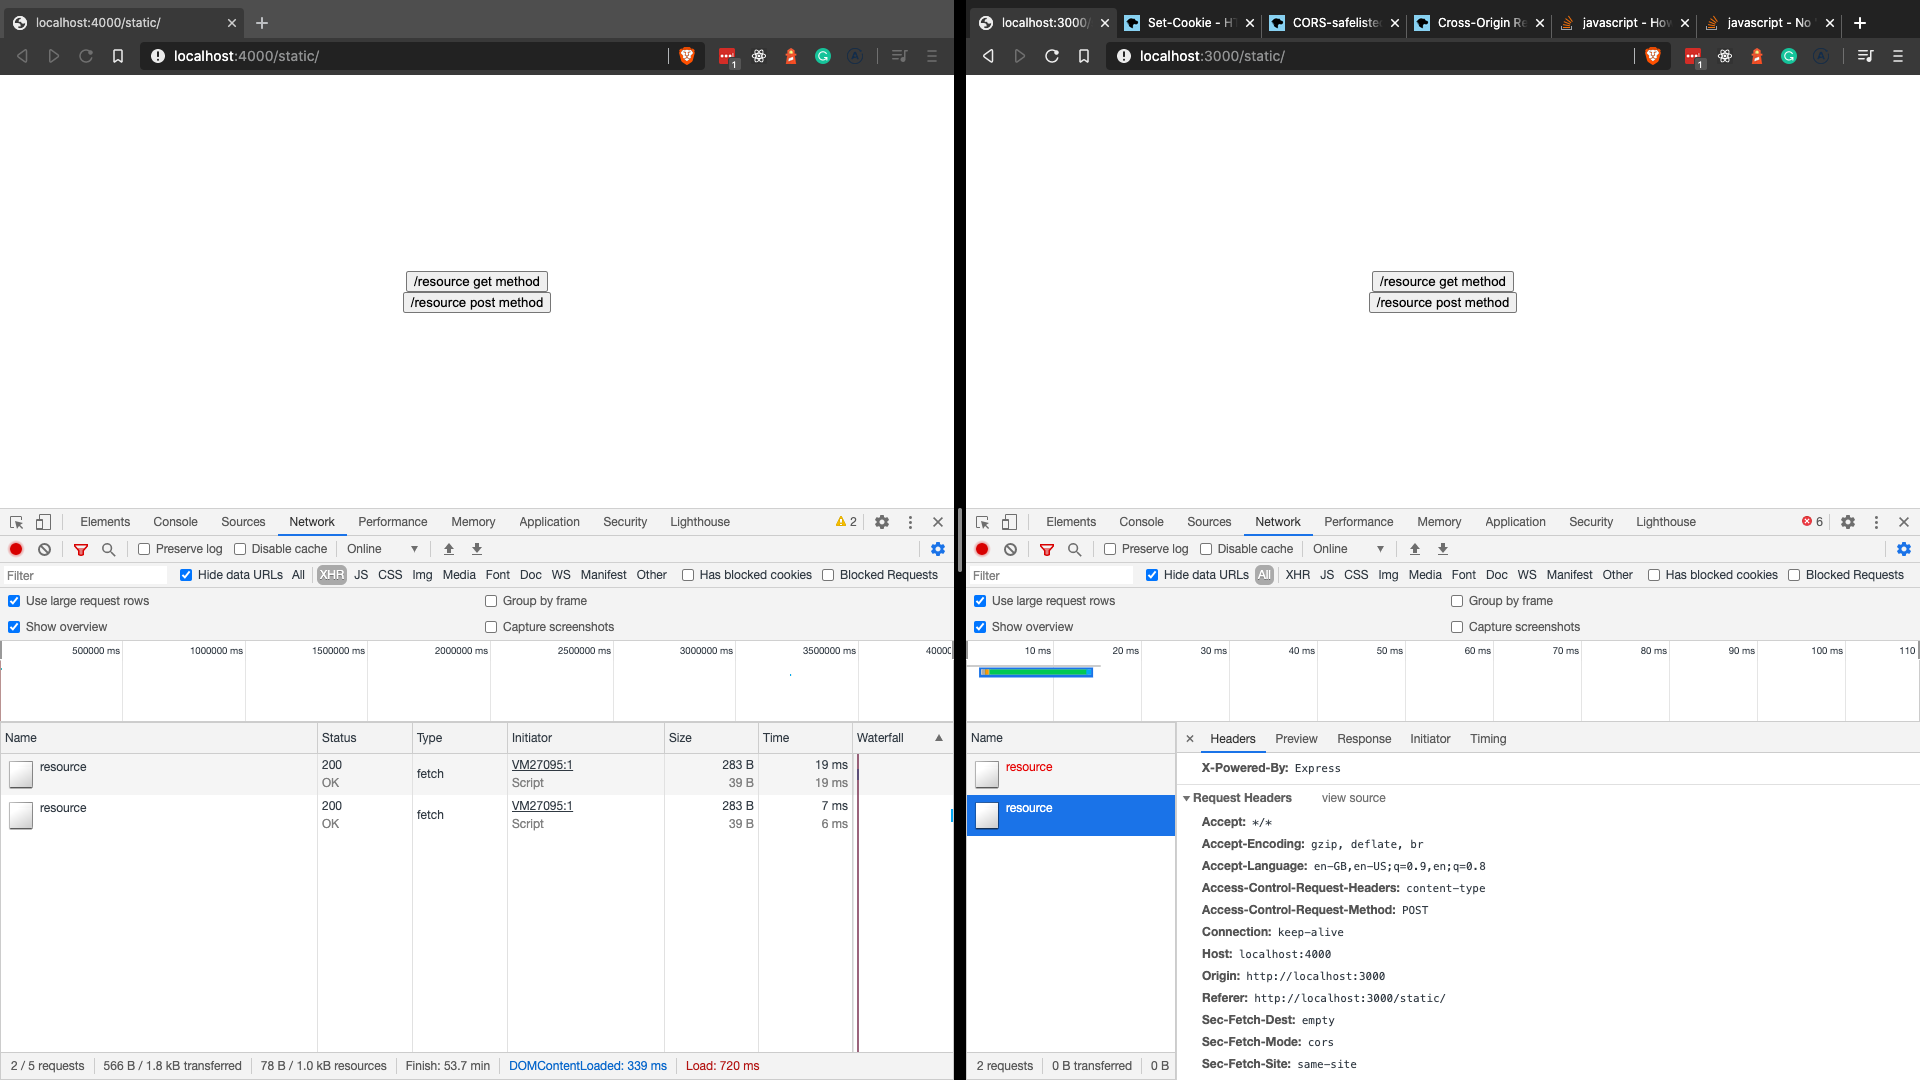 localhost:4000/static/
localhost:4000/static/
1
/resource get method
/resource post method
Elements Console Sources Network Performance Memory Application Security Lighthouse 2
Preserve log Disable cache Online
Filter Hide data URLs All XHR JS CSS Img Media Font Doc WS Manifest Other Has blocked cookies Blocked Requests
Use large request rows Group by frame
Show overview Capture screenshots
500000 ms 1000000 ms 1500000 ms 2000000 ms 2500000 ms 3000000 ms 3500000 ms 40000
Name Status Type Initiator Size Time Waterfall
resource 200 fetch VM27095:1 283 B 19 ms
OK Script 39 B 19 ms
resource 200 fetch VM27095:1 283 B 7 ms
OK Script 39 B 6 ms
2 / 5 requests 566 B / 1.8 kB transferred 78 B / 1.0 kB resources Finish: 53.7 min DOMContentLoaded: 339 ms Load: 720 ms
localhost:3000/ Set-Cookie - HT CORS-safeliste Cross-Origin Re javascript - How javascript - No
localhost:3000/static/
1
/resource get method
/resource post method
Elements Console Sources Network Performance Memory Application Security Lighthouse 6
Preserve log Disable cache Online
Filter Hide data URLs All XHR JS CSS Img Media Font Doc WS Manifest Other Has blocked cookies Blocked Requests
Use large request rows Group by frame
Show overview Capture screenshots
10 ms 20 ms 30 ms 40 ms 50 ms 60 ms 70 ms 80 ms 90 ms 100 ms 110
Name
resource
resource
2 requests 0 B transferred 0 B
Headers Preview Response Initiator Timing
X-Powered-By: Express
Request Headers view source
Accept: */*
Accept-Encoding: gzip, deflate, br
Accept-Language: en-GB,en-US;q=0.9,en;q=0.8
Access-Control-Request-Headers: content-type
Access-Control-Request-Method: POST
Connection: keep-alive
Host: localhost:4000
Origin: http://localhost:3000
Referer: http://localhost:3000/static/
Sec-Fetch-Dest: empty
Sec-Fetch-Mode: cors
Sec-Fetch-Site: same-site